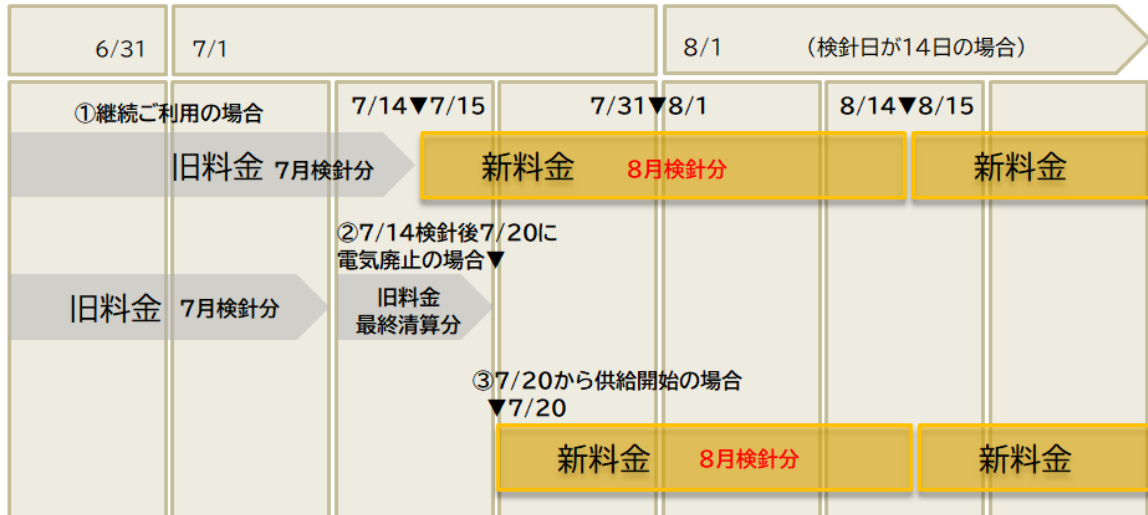 6/31
7/1
8/1 (検針日が14日の場合)
①継続ご利用の場合
7/14▼7/15
7/31▼8/1
8/14▼8/15
旧料金 7月検針分
新料金 8月検針分
新料金
②7/14検針後7/20に
電気廃止の場合▼
旧料金 7月検針分
旧料金
最終清算分
③7/20から供給開始の場合
▼7/20
新料金 8月検針分
新料金